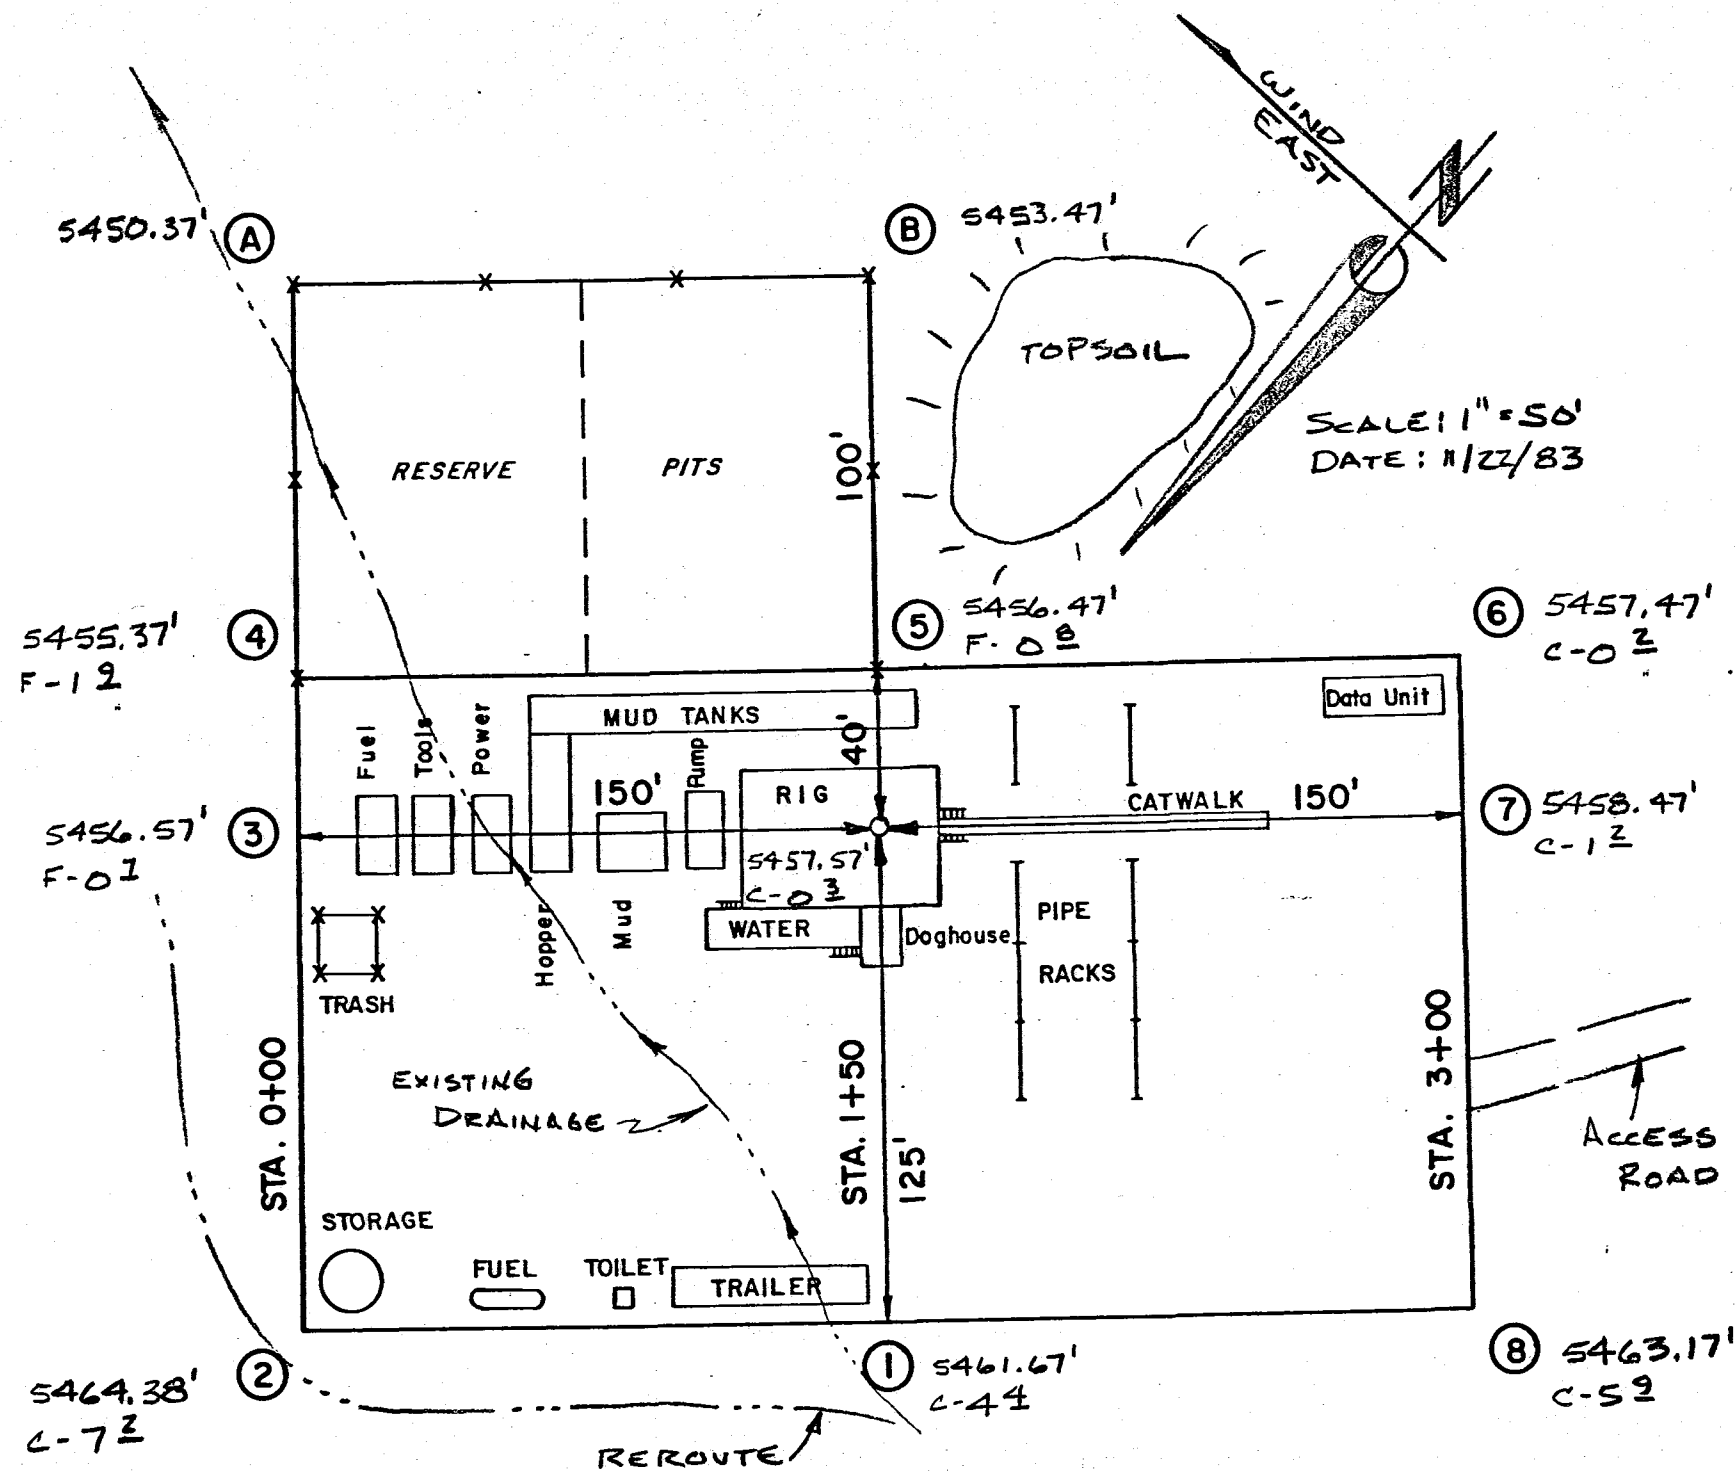 WIND
EAST
N
5450.37'
A
B
5453.47'
TOPSOIL
SCALE: 1" = 50'
DATE: 11/22/83
RESERVE PITS
100'
5455.37'
F-1 9
4
5
5456.47'
F-0 8
6
5457.47'
C-0 2
Data Unit
MUD TANKS
40'
Fuel
Tools
Power
Pump
150'
RIG
CATWALK
150'
5456.57'
F-0 7
3
7
5458.47'
C-1 2
5457.57'
C-0 3
Hopper
Mud
WATER
Doghouse
PIPE
RACKS
TRASH
EXISTING
DRAINAGE
STA. 0+00
STA. 1+50
125'
STA. 3+00
ACCESS
ROAD
STORAGE
FUEL
TOILET
TRAILER
2
5464.38'
C-7 2
1
5461.67'
C-4 4
8
5463.17'
C-5 9
REROUTE